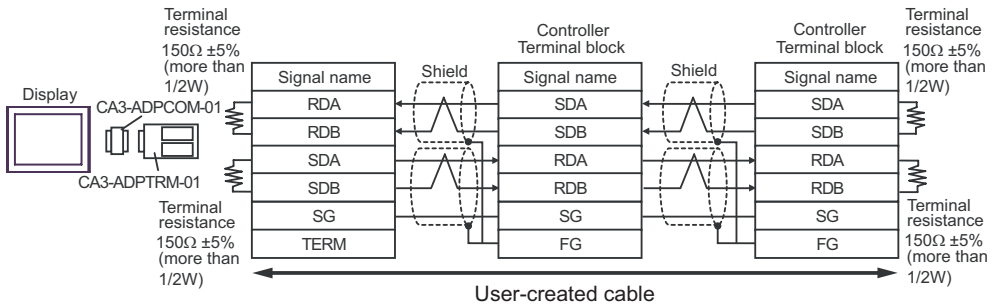 Terminal
resistance
150Ω ±5%
(more than
1/2W)
Display
CA3-ADPCOM-01
CA3-ADPTRM-01
Terminal
resistance
150Ω ±5%
(more than
1/2W)
Signal name
RDA
RDB
SDA
SDB
SG
TERM
Shield
Controller
Terminal block
Signal name
SDA
SDB
RDA
RDB
SG
FG
Shield
Controller
Terminal block
Signal name
SDA
SDB
RDA
RDB
SG
FG
Terminal
resistance
150Ω ±5%
(more than
1/2W)
Terminal
resistance
150Ω ±5%
(more than
1/2W)
User-created cable